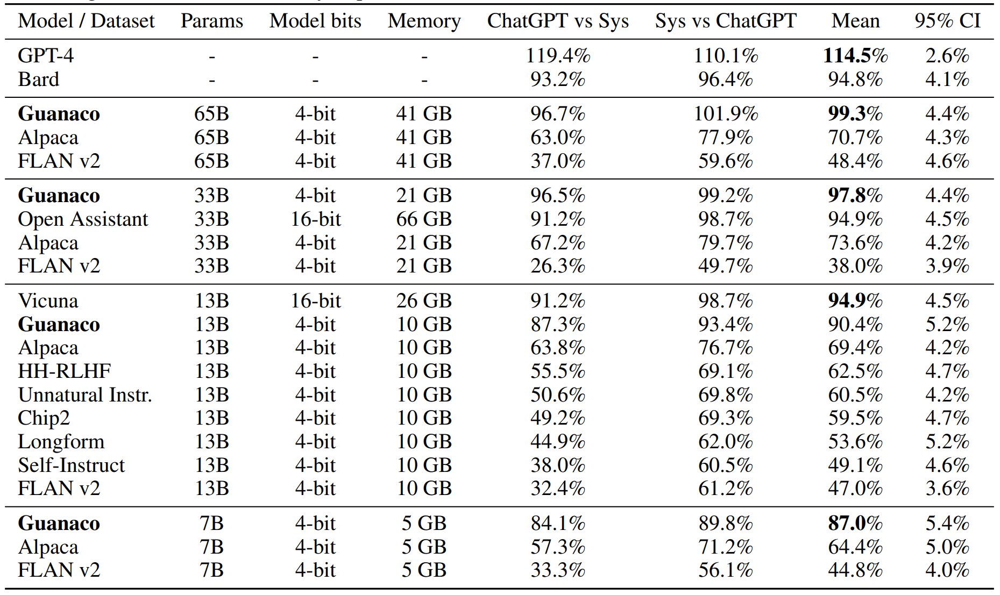 Model / Dataset Params Model bits Memory ChatGPT vs Sys Sys vs ChatGPT Mean 95% CI
GPT-4 - - - 119.4% 110.1% 114.5% 2.6%
Bard - - - 93.2% 96.4% 94.8% 4.1%
Guanaco 65B 4-bit 41 GB 96.7% 101.9% 99.3% 4.4%
Alpaca 65B 4-bit 41 GB 63.0% 77.9% 70.7% 4.3%
FLAN v2 65B 4-bit 41 GB 37.0% 59.6% 48.4% 4.6%
Guanaco 33B 4-bit 21 GB 96.5% 99.2% 97.8% 4.4%
Open Assistant 33B 16-bit 66 GB 91.2% 98.7% 94.9% 4.5%
Alpaca 33B 4-bit 21 GB 67.2% 79.7% 73.6% 4.2%
FLAN v2 33B 4-bit 21 GB 26.3% 49.7% 38.0% 3.9%
Vicuna 13B 16-bit 26 GB 91.2% 98.7% 94.9% 4.5%
Guanaco 13B 4-bit 10 GB 87.3% 93.4% 90.4% 5.2%
Alpaca 13B 4-bit 10 GB 63.8% 76.7% 69.4% 4.2%
HH-RLHF 13B 4-bit 10 GB 55.5% 69.1% 62.5% 4.7%
Unnatural Instr. 13B 4-bit 10 GB 50.6% 69.8% 60.5% 4.2%
Chip2 13B 4-bit 10 GB 49.2% 69.3% 59.5% 4.7%
Longform 13B 4-bit 10 GB 44.9% 62.0% 53.6% 5.2%
Self-Instruct 13B 4-bit 10 GB 38.0% 60.5% 49.1% 4.6%
FLAN v2 13B 4-bit 10 GB 32.4% 61.2% 47.0% 3.6%
Guanaco 7B 4-bit 5 GB 84.1% 89.8% 87.0% 5.4%
Alpaca 7B 4-bit 5 GB 57.3% 71.2% 64.4% 5.0%
FLAN v2 7B 4-bit 5 GB 33.3% 56.1% 44.8% 4.0%